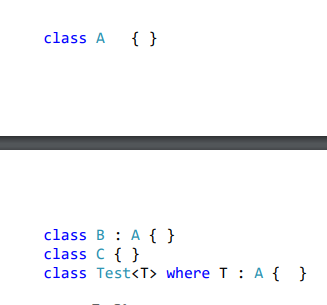 class A { }
class B : A { }
class C { }
class Test<T> where T : A { }